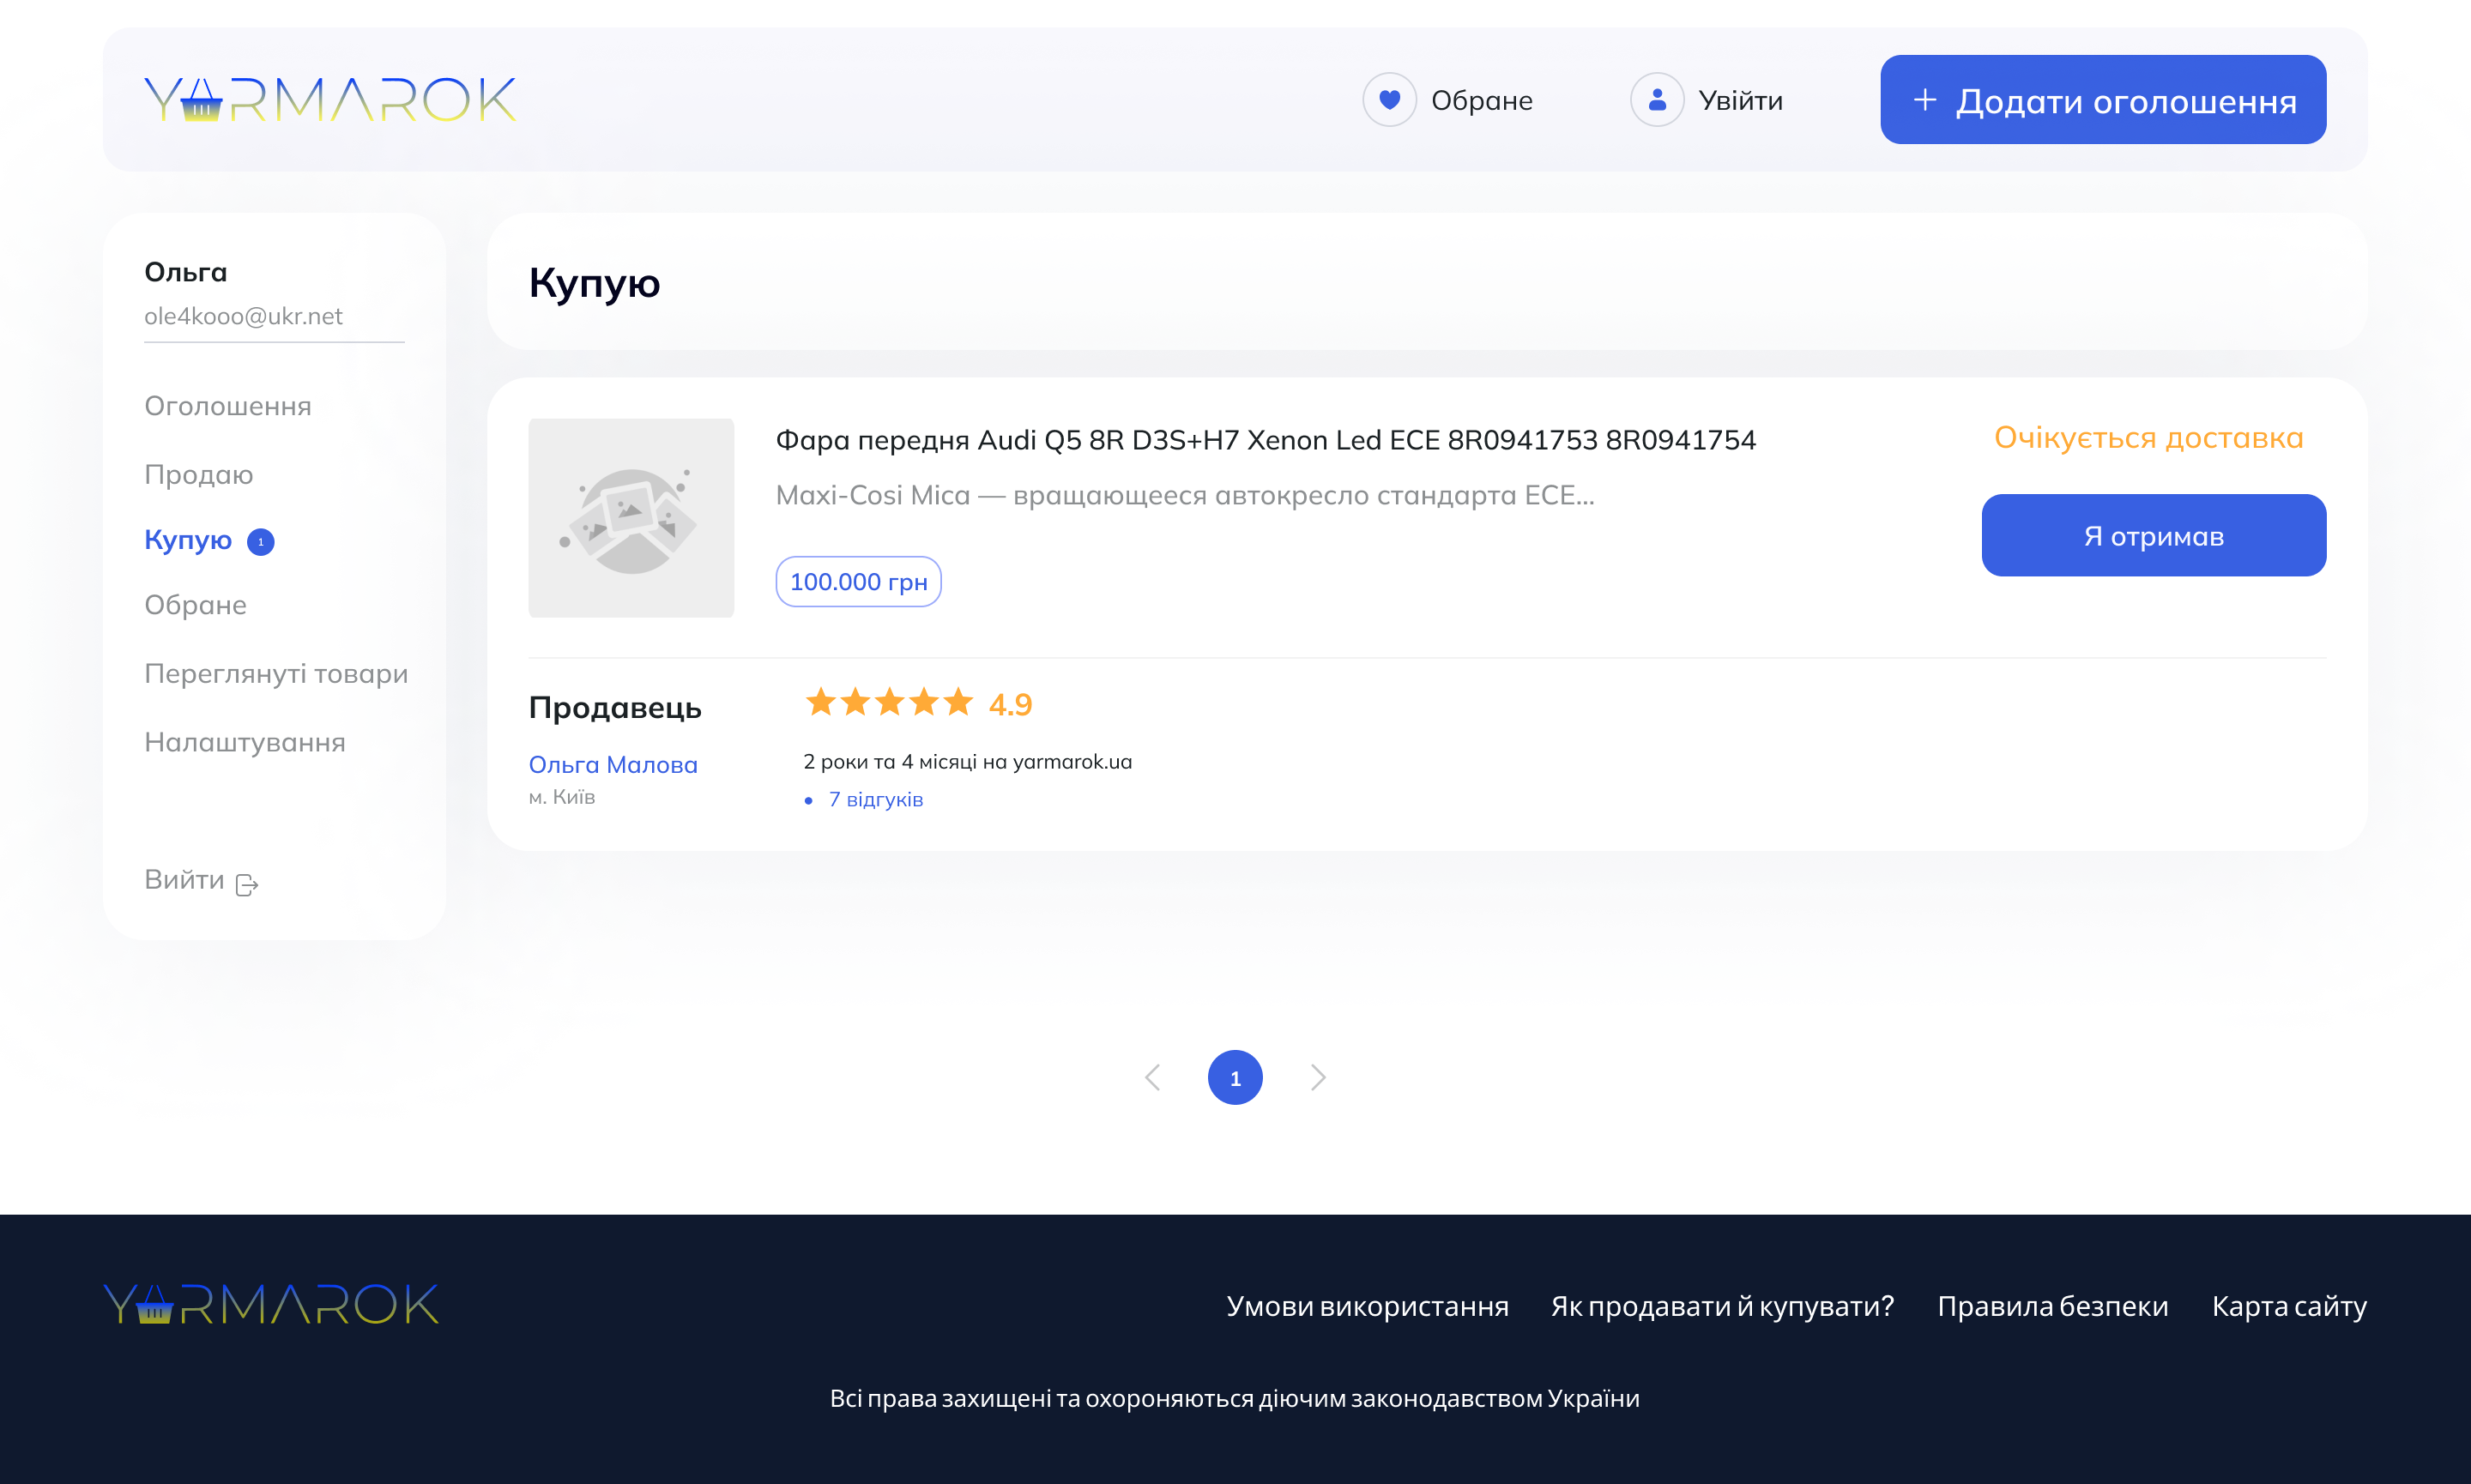 YARMAROK
Обране
Увійти
+ Додати оголошення
Ольга
ole4kooo@ukr.net
Оголошення
Продаю
Купую 1
Обране
Переглянуті товари
Налаштування
Вийти
Купую
Фара передня Audi Q5 8R D3S+H7 Xenon Led ECE 8R0941753 8R0941754
Maxi-Cosi Mica — вращающееся автокресло стандарта ECE...
100.000 грн
Очікується доставка
Я отримав
Продавець
Ольга Малова
м. Київ
4.9
2 роки та 4 місяці на yarmarok.ua
• 7 відгуків
1
YARMAROK
Умови використання
Як продавати й купувати?
Правила безпеки
Карта сайту
Всі права захищені та охороняються діючим законодавством України